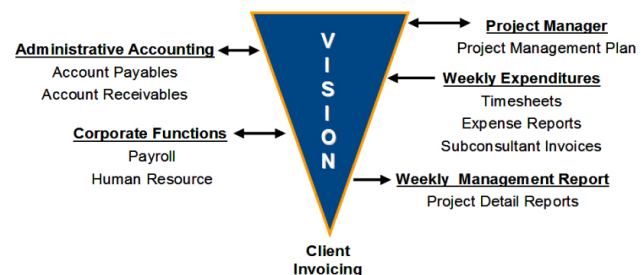 Administrative Accounting
Account Payables
Account Receivables
Corporate Functions
Payroll
Human Resource
VISION
Project Manager
Project Management Plan
Weekly Expenditures
Timesheets
Expense Reports
Subconsultant Invoices
Weekly Management Report
Project Detail Reports
Client
Invoicing